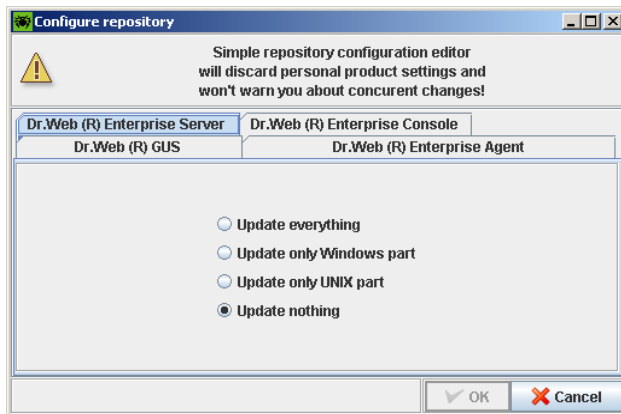 Configure repository
Simple repository configuration editor
will discard personal product settings and
won't warn you about concurent changes!
Dr.Web (R) Enterprise Server Dr.Web (R) Enterprise Console
Dr.Web (R) GUS Dr.Web (R) Enterprise Agent
Update everything
Update only Windows part
Update only UNIX part
Update nothing
OK Cancel